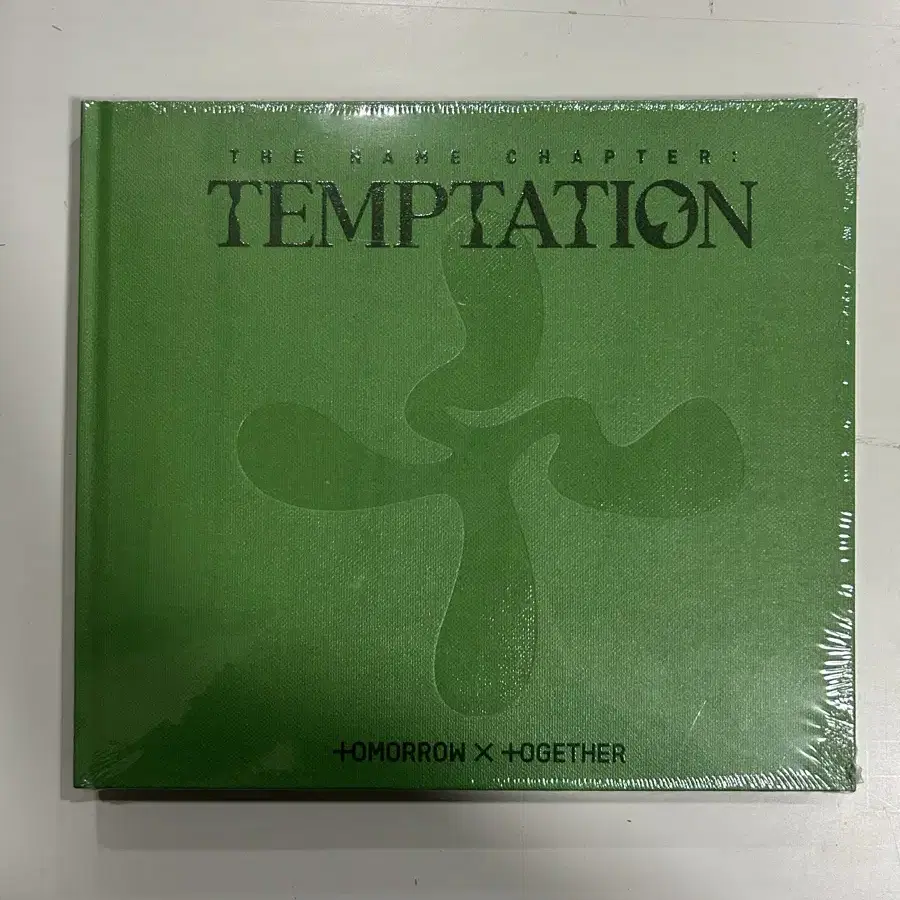 THE NAME CHAPTER:
TEMPTATION
TOMORROW X TOGETHER